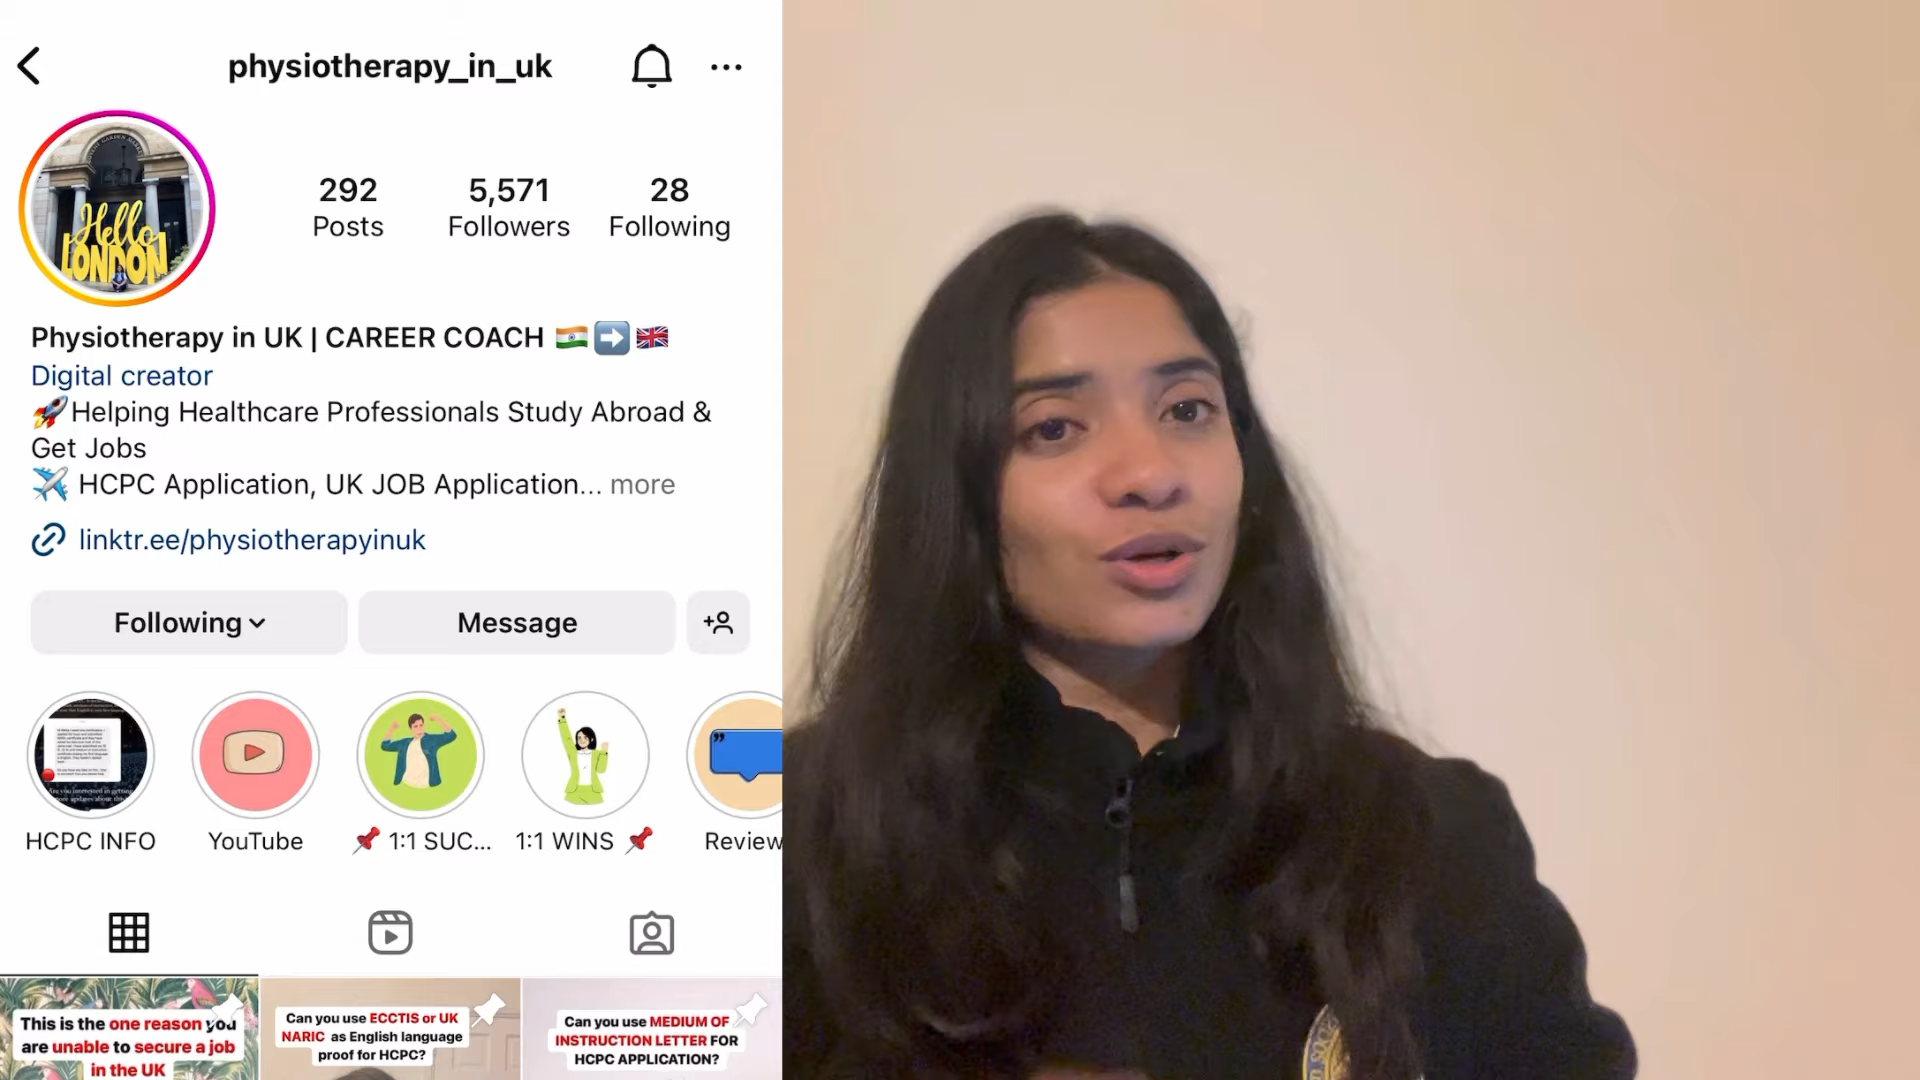 physiotherapy_in_uk
Hello
LONDON
292
Posts
5,571
Followers
28
Following
Physiotherapy in UK | CAREER COACH 🇮🇳➡️🇬🇧
Digital creator
🚀Helping Healthcare Professionals Study Abroad &
Get Jobs
✈️ HCPC Application, UK JOB Application... more
linktr.ee/physiotherapyinuk
Following
Message
HCPC INFO
YouTube
📌 1:1 SUC...
1:1 WINS 📌
Review
This is the one reason you
are unable to secure a job
in the UK
Can you use ECCTIS or UK
NARIC as English language
proof for HCPC?
Can you use MEDIUM OF
INSTRUCTION LETTER FOR
HCPC APPLICATION?